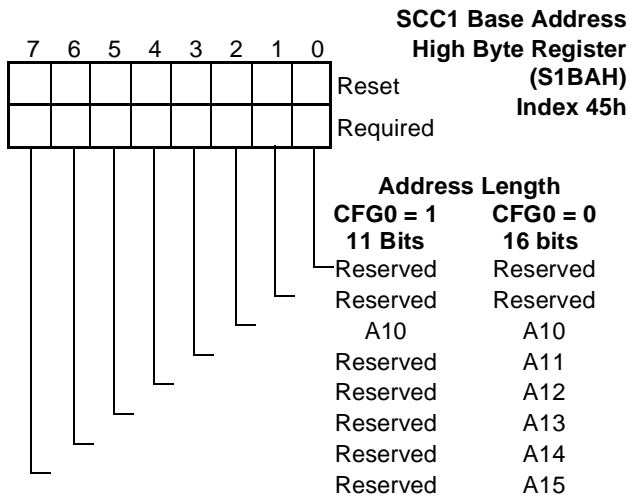 SCC1 Base Address
High Byte Register
(S1BAH)
Index 45h
7 6 5 4 3 2 1 0
Reset
Required
Address Length
CFG0 = 1 CFG0 = 0
11 Bits 16 bits
Reserved Reserved
Reserved Reserved
A10 A10
Reserved A11
Reserved A12
Reserved A13
Reserved A14
Reserved A15